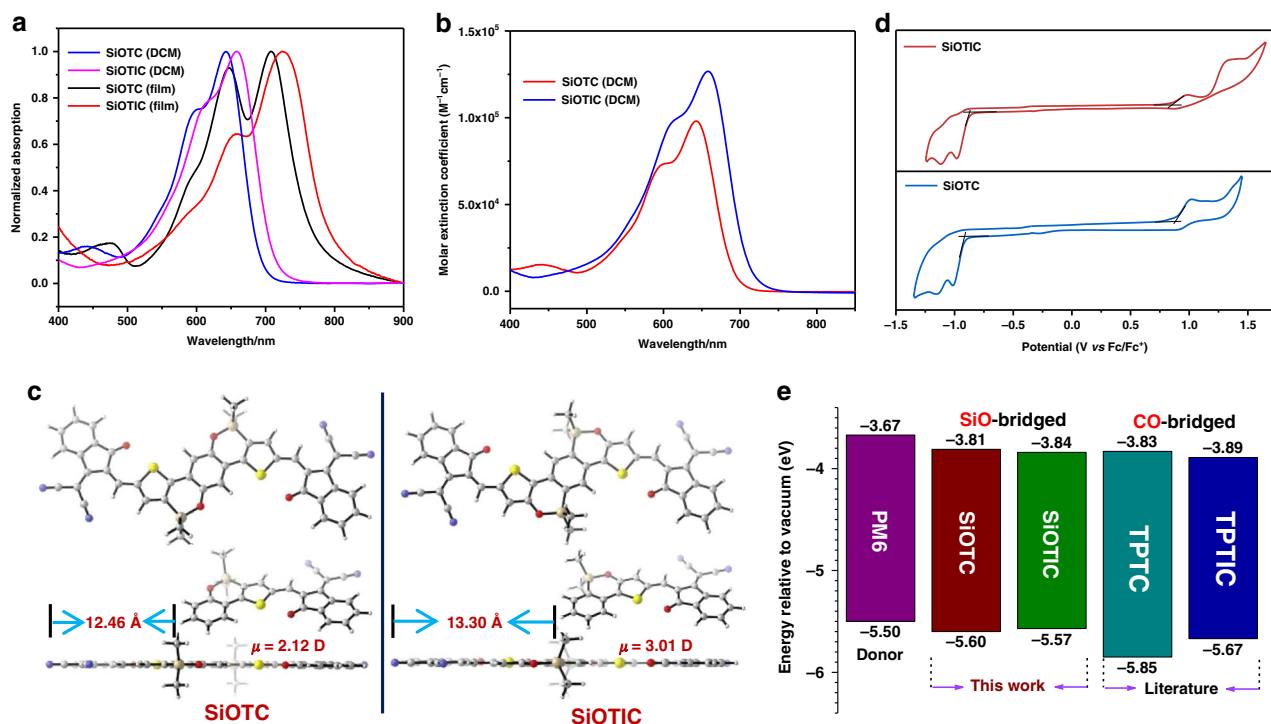 a
Normalized absorption
1.0
0.8
0.6
0.4
0.2
0.0
SiOTC (DCM)
SiOTIC (DCM)
SiOTC (film)
SiOTIC (film)
400 500 600 700 800 900
Wavelength/nm
b
Molar extinction coefficient (M⁻¹ cm⁻¹)
1.5x10⁵
1.0x10⁵
5.0x10⁴
0.0
SiOTC (DCM)
SiOTIC (DCM)
400 500 600 700 800
Wavelength/nm
d
SiOTIC
SiOTC
–1.5 –1.0 –0.5 0.0 0.5 1.0 1.5
Potential (V vs Fc/Fc⁺)
c
12.46 Å
μ = 2.12 D
SiOTC
13.30 Å
μ = 3.01 D
SiOTIC
e
Energy relative to vacuum (eV)
–4
–5
–6
SiO-bridged
CO-bridged
–3.67
–3.81
–3.84
–3.83
–3.89
PM6
SiOTC
SiOTIC
TPTC
TPTIC
–5.50
–5.60
–5.57
–5.85
–5.67
Donor
This work
Literature